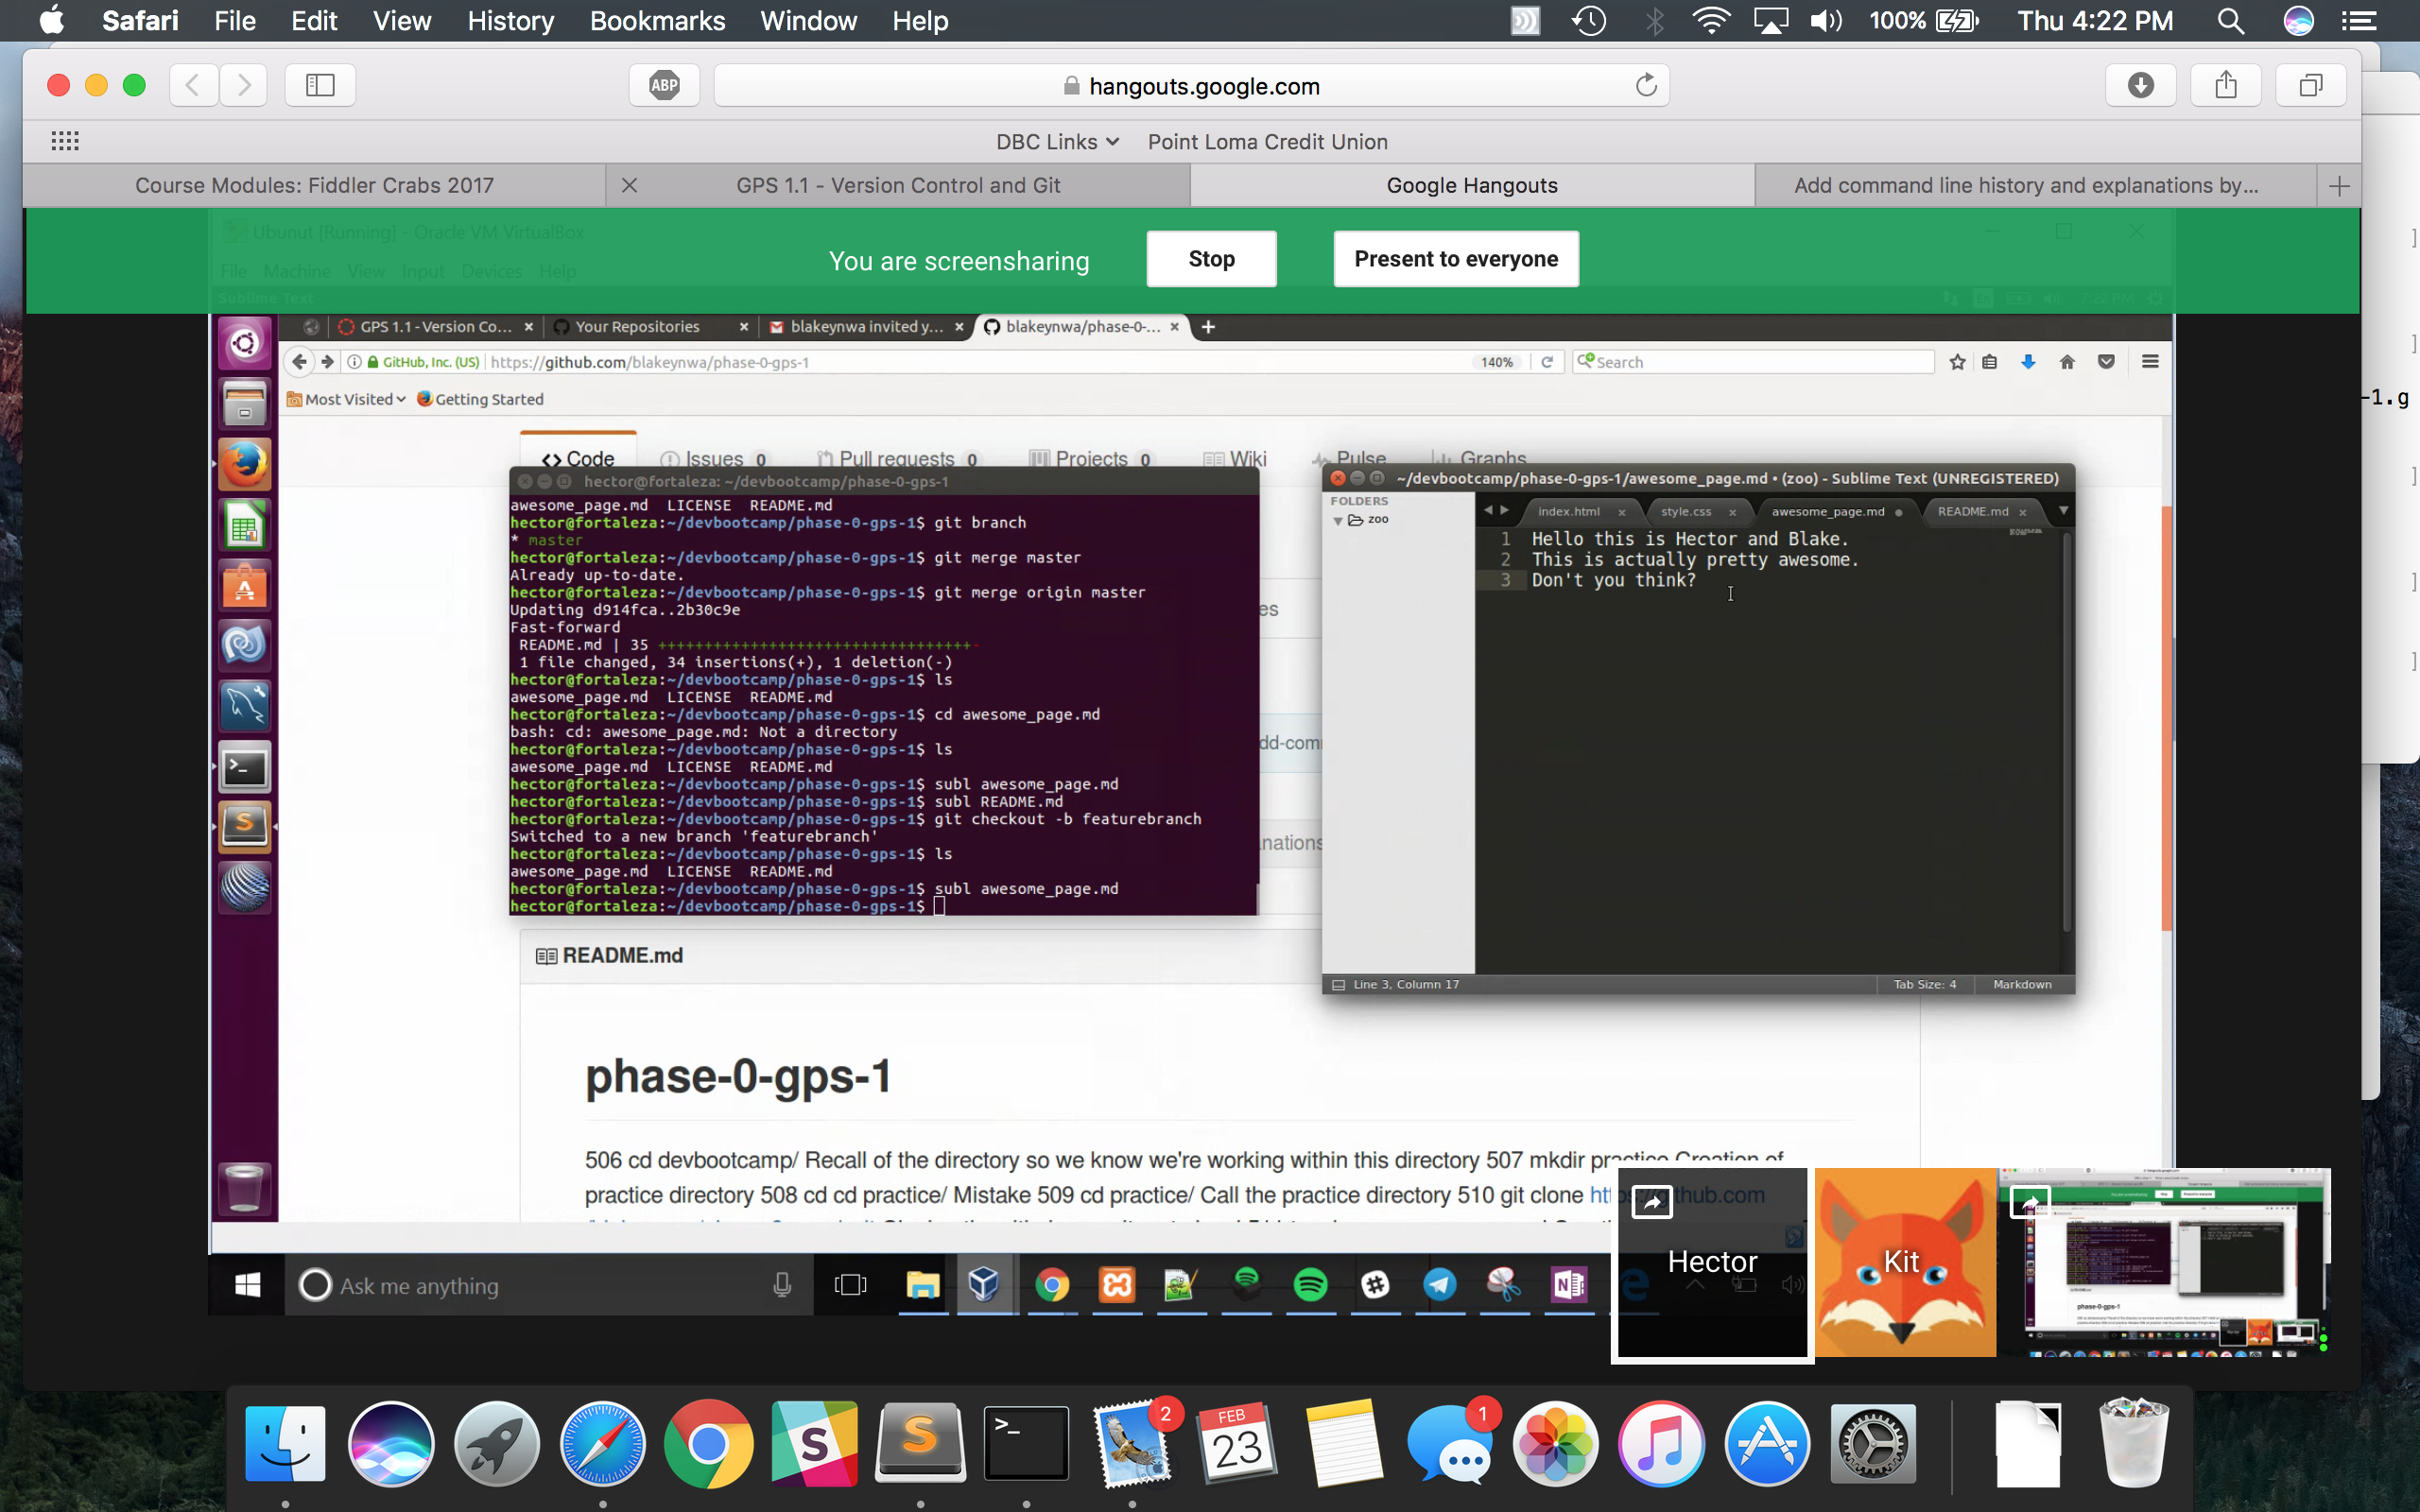 Safari File Edit View History Bookmarks Window Help 100% Thu 4:22 PM
ABP hangouts.google.com
DBC Links Point Loma Credit Union
Course Modules: Fiddler Crabs 2017 GPS 1.1 - Version Control and Git Google Hangouts Add command line history and explanations by...
Ubunut [Running] - Oracle VM VirtualBox
You are screensharing Stop Present to everyone
File Machine View Input Devices Help
Sublime Text
GPS 1.1 - Version Co... Your Repositories blakeynwa invited y... blakeynwa/phase-0-...
GitHub, Inc. (US) https://github.com/blakeynwa/phase-0-gps-1 140% Search
-1.g
Most Visited Getting Started
Code Issues 0 Pull requests 0 Projects 0 Wiki Pulse Graphs
hector@fortaleza: ~/devbootcamp/phase-0-gps-1
awesome_page.md LICENSE README.md
hector@fortaleza:~/devbootcamp/phase-0-gps-1$ git branch
* master
hector@fortaleza:~/devbootcamp/phase-0-gps-1$ git merge master
Already up-to-date.
hector@fortaleza:~/devbootcamp/phase-0-gps-1$ git merge origin master
Updating d914fca..2b30c9e
Fast-forward
README.md | 35 ++++++++++++++++++++++++++++++++++-
1 file changed, 34 insertions(+), 1 deletion(-)
hector@fortaleza:~/devbootcamp/phase-0-gps-1$ ls
awesome_page.md LICENSE README.md
hector@fortaleza:~/devbootcamp/phase-0-gps-1$ cd awesome_page.md
bash: cd: awesome_page.md: Not a directory
hector@fortaleza:~/devbootcamp/phase-0-gps-1$ ls
awesome_page.md LICENSE README.md
hector@fortaleza:~/devbootcamp/phase-0-gps-1$ subl awesome_page.md
hector@fortaleza:~/devbootcamp/phase-0-gps-1$ subl README.md
hector@fortaleza:~/devbootcamp/phase-0-gps-1$ git checkout -b featurebranch
Switched to a new branch 'featurebranch'
hector@fortaleza:~/devbootcamp/phase-0-gps-1$ ls
awesome_page.md LICENSE README.md
hector@fortaleza:~/devbootcamp/phase-0-gps-1$ subl awesome_page.md
hector@fortaleza:~/devbootcamp/phase-0-gps-1$
es
dd-com
nations
~/devbootcamp/phase-0-gps-1/awesome_page.md • (zoo) - Sublime Text (UNREGISTERED)
FOLDERS
zoo
index.html style.css awesome_page.md README.md
1 Hello this is Hector and Blake.
2 This is actually pretty awesome.
3 Don't you think?
Line 3, Column 17 Tab Size: 4 Markdown
README.md
phase-0-gps-1
506 cd devbootcamp/ Recall of the directory so we know we're working within this directory 507 mkdir practice Creation of
practice directory 508 cd cd practice/ Mistake 509 cd practice/ Call the practice directory 510 git clone
Hector
Kit
Ask me anything
2
FEB
23
1